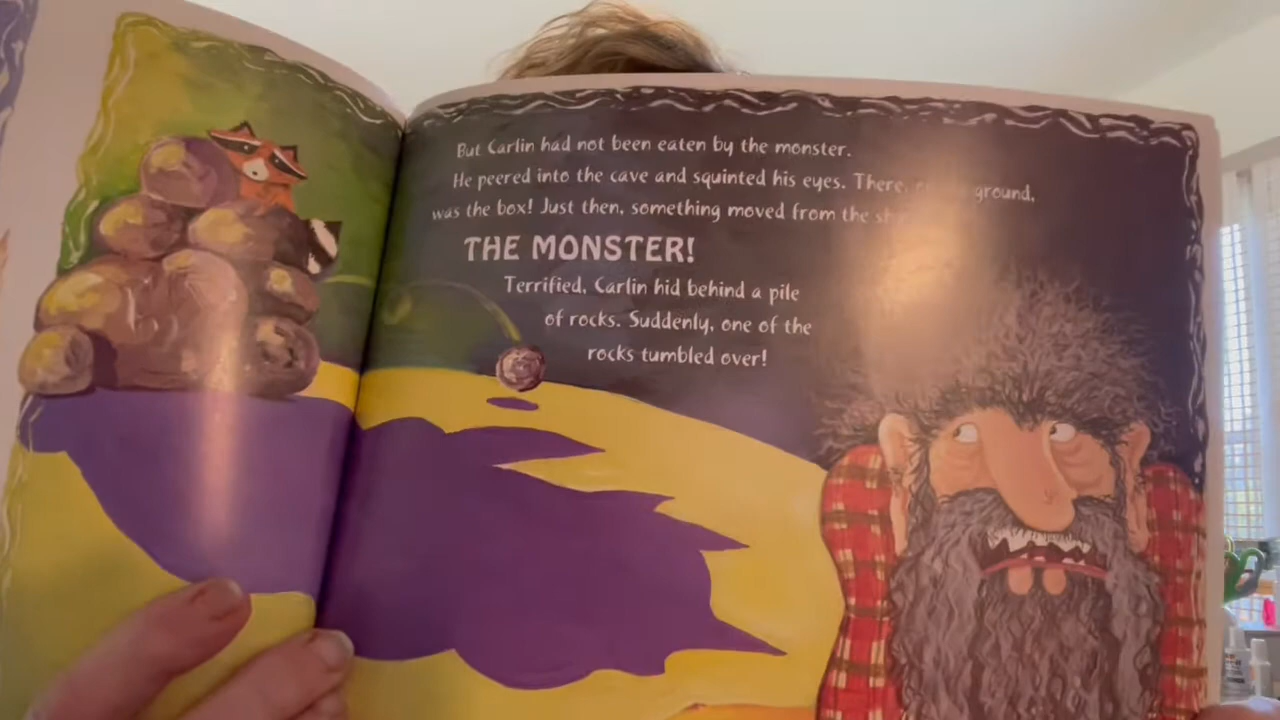 But Carlin had not been eaten by the monster.
He peered into the cave and squinted his eyes. There, ground,
was the box! Just then, something moved from the
THE MONSTER!
Terrified, Carlin hid behind a pile
of rocks. Suddenly, one of the
rocks tumbled over!